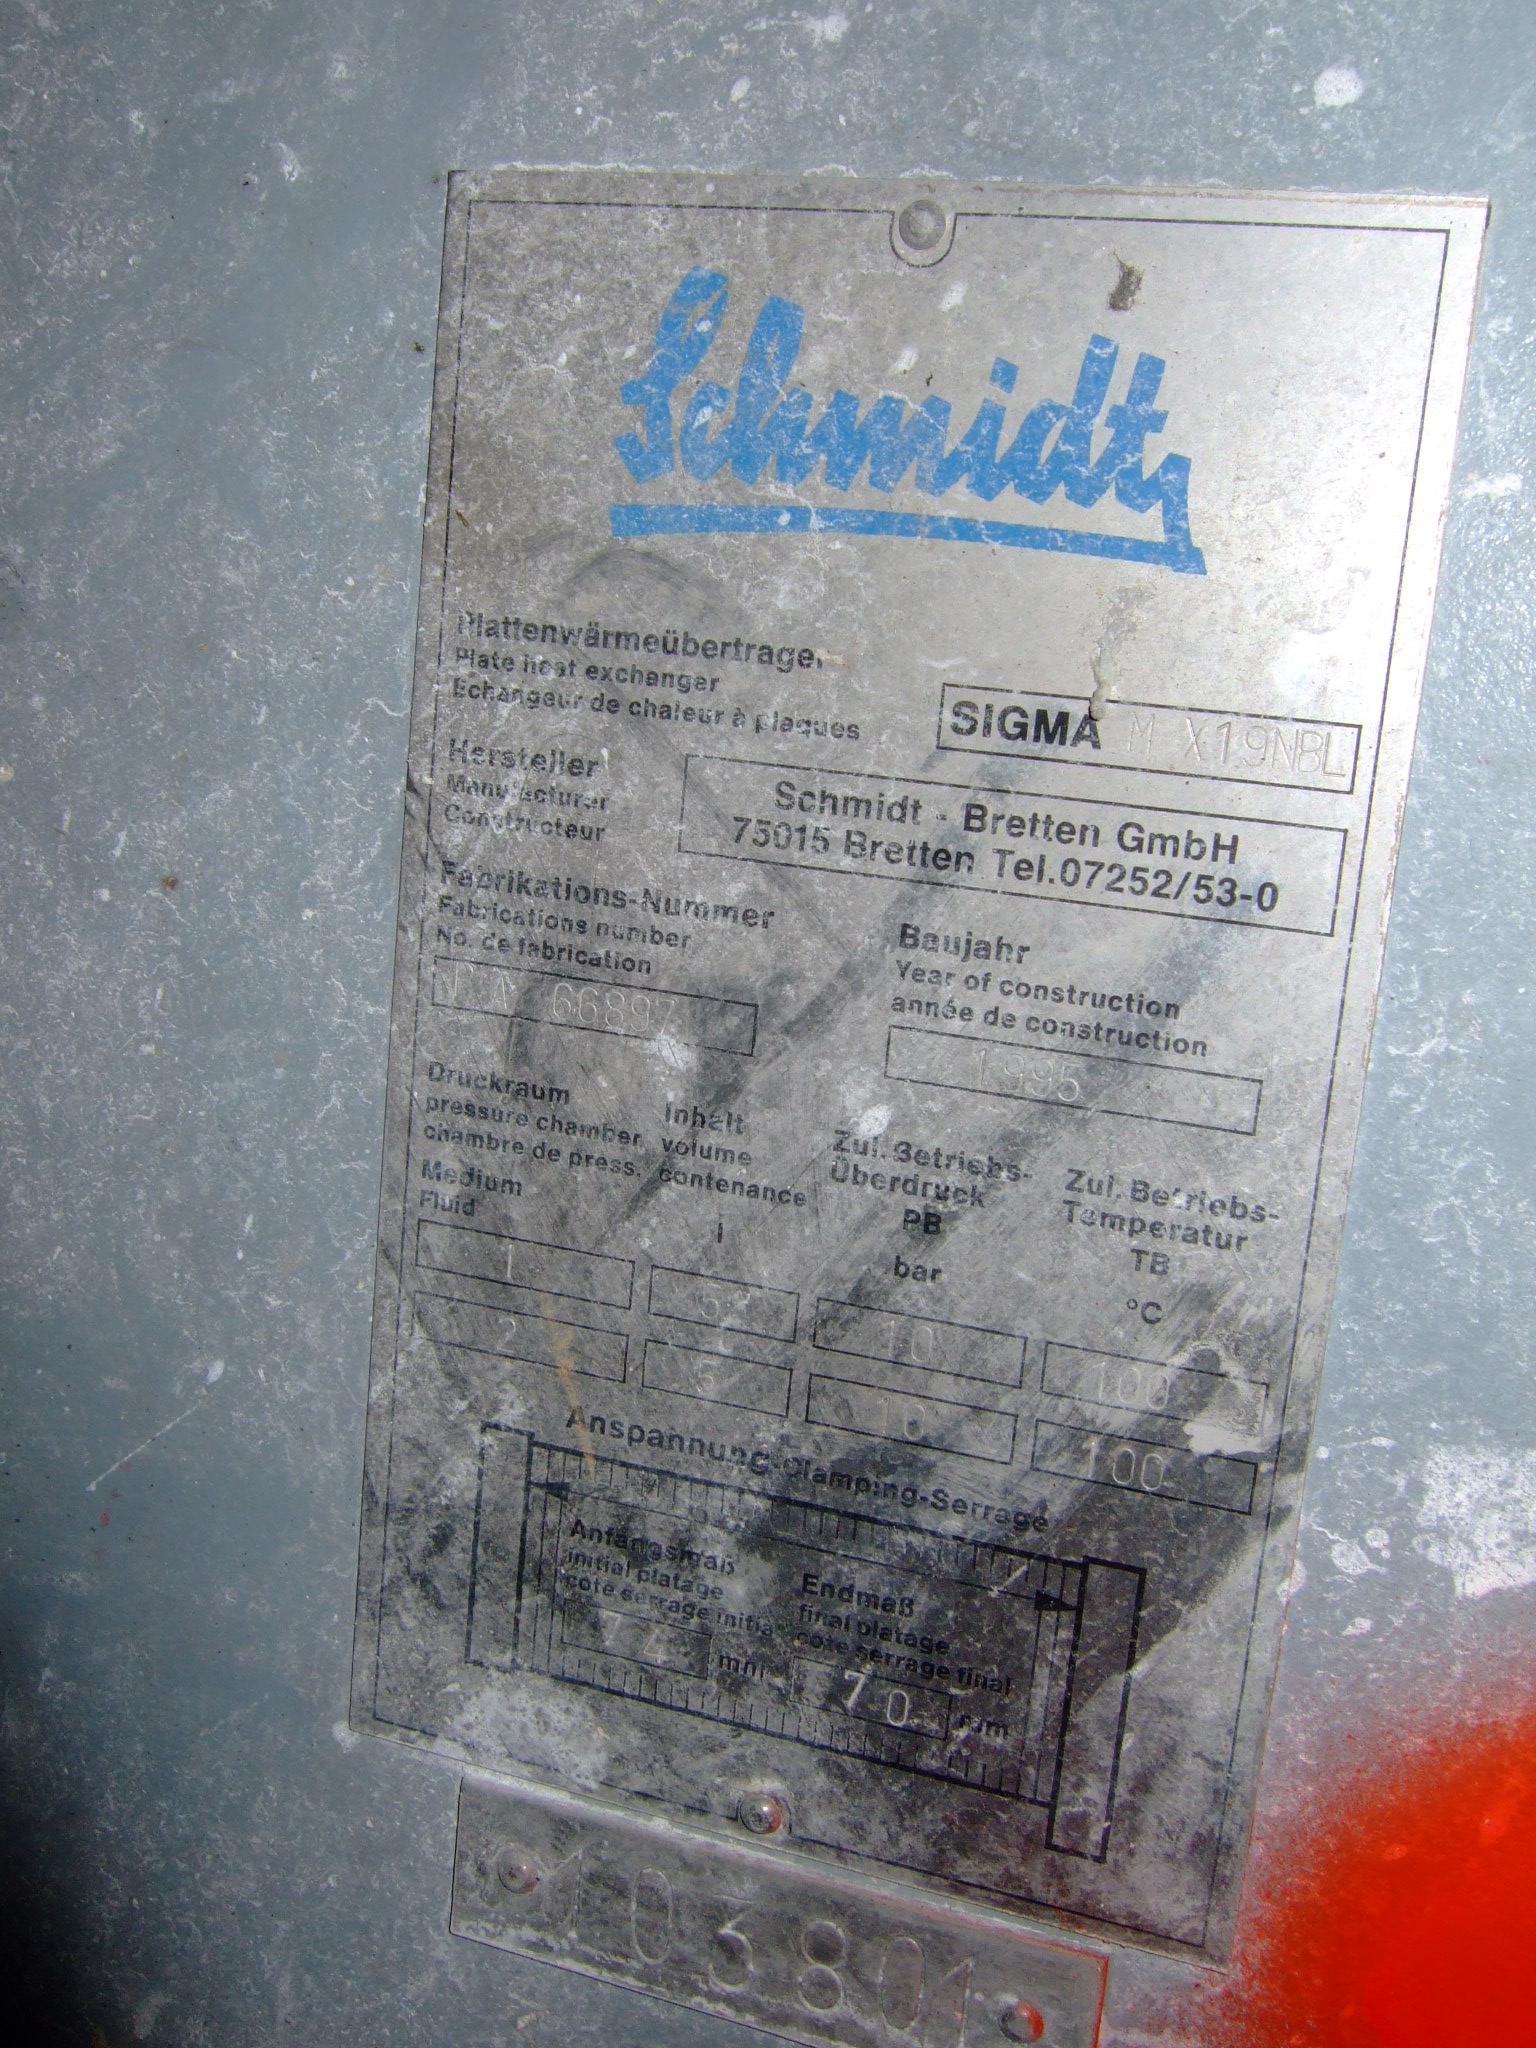 Schmidt
Plattenwärmeübertrager
Plate heat exchanger
Echangeur de chaleur à plaques
SIGMA M X19NBL
Hersteller
Manufacturer
Constructeur
Schmidt - Bretten GmbH
75015 Bretten Tel.07252/53-0
Fabrikations-Nummer
Fabrications number
No. de fabrication
66897
Baujahr
Year of construction
année de construction
1995
Druckraum
pressure chamber
chambre de press.
Medium
Fluid
Inhalt
volume
contenance
l
Zul. Betriebs-
Überdruck
PB
bar
Zul. Betriebs-
Temperatur
TB
°C
1 5 10 100
2 5 10 100
Anspannung-Clamping-Serrage
Anfangsmaß
initial platage
cote serrage initial
mm
Endmaß
final platage
cote serrage final
70 mm
103801